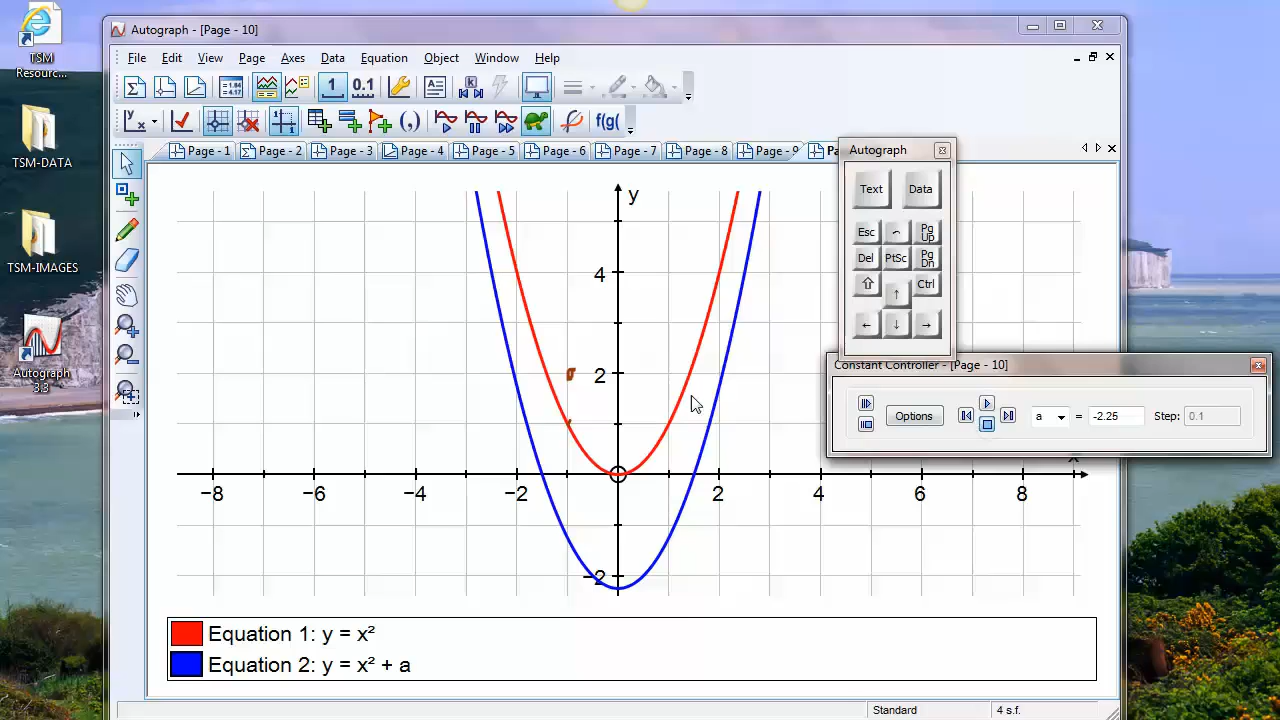 TSM
Resourc...
TSM-DATA
TSM-IMAGES
Autograph
3.3
Autograph - [Page - 10]
File Edit View Page Axes Data Equation Object Window Help
1 0.1 A k
y x (,) f(g(
Page - 1 Page - 2 Page - 3 Page - 4 Page - 5 Page - 6 Page - 7 Page - 8 Page - 9
y
4
2
−8 −6 −4 −2 2 4 6 8
−2
x
Equation 1: y = x²
Equation 2: y = x² + a
Standard 4 s.f.
Autograph
Text Data
Esc Pg Up
Del PtSc Pg Dn
Ctrl
Constant Controller - [Page - 10]
Options a = -2.25 Step: 0.1